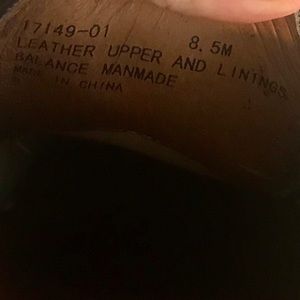 17149-01 8.5M
LEATHER UPPER AND LININGS
BALANCE MANMADE
MADE IN CHINA